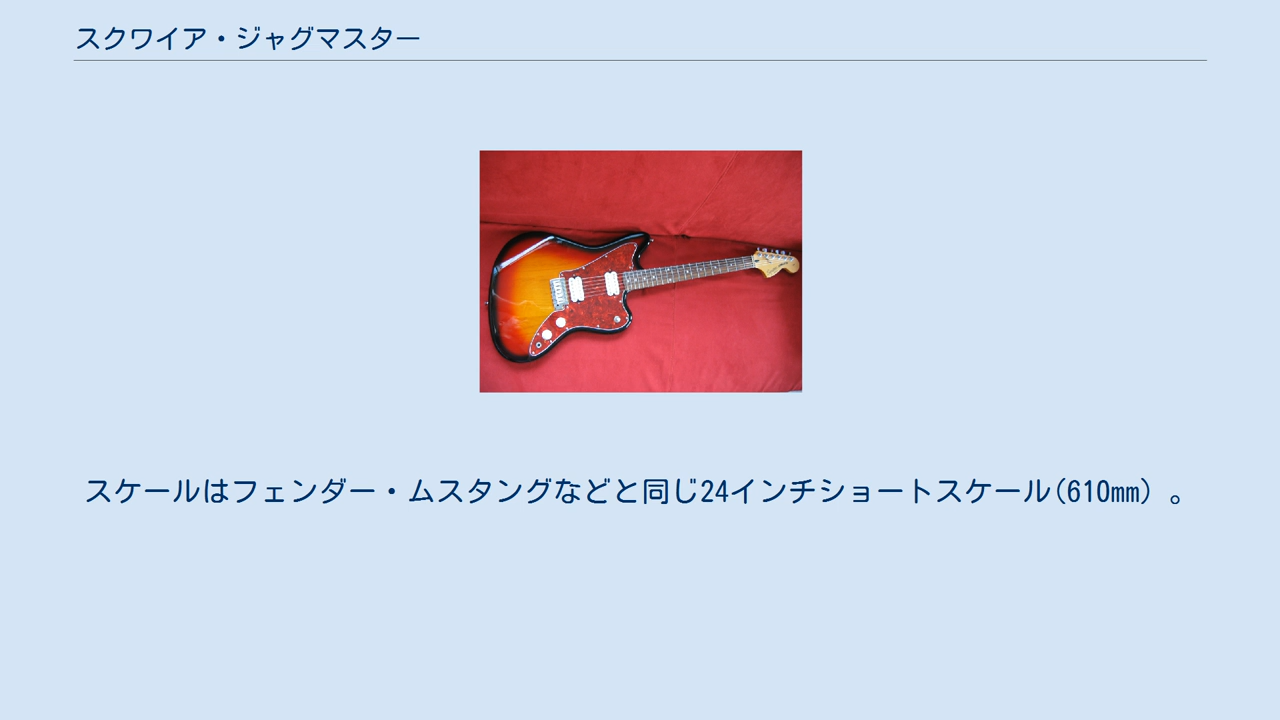 スクワイア・ジャグマスター
スケールはフェンダー・ムスタングなどと同じ24インチショートスケール(610mm) 。